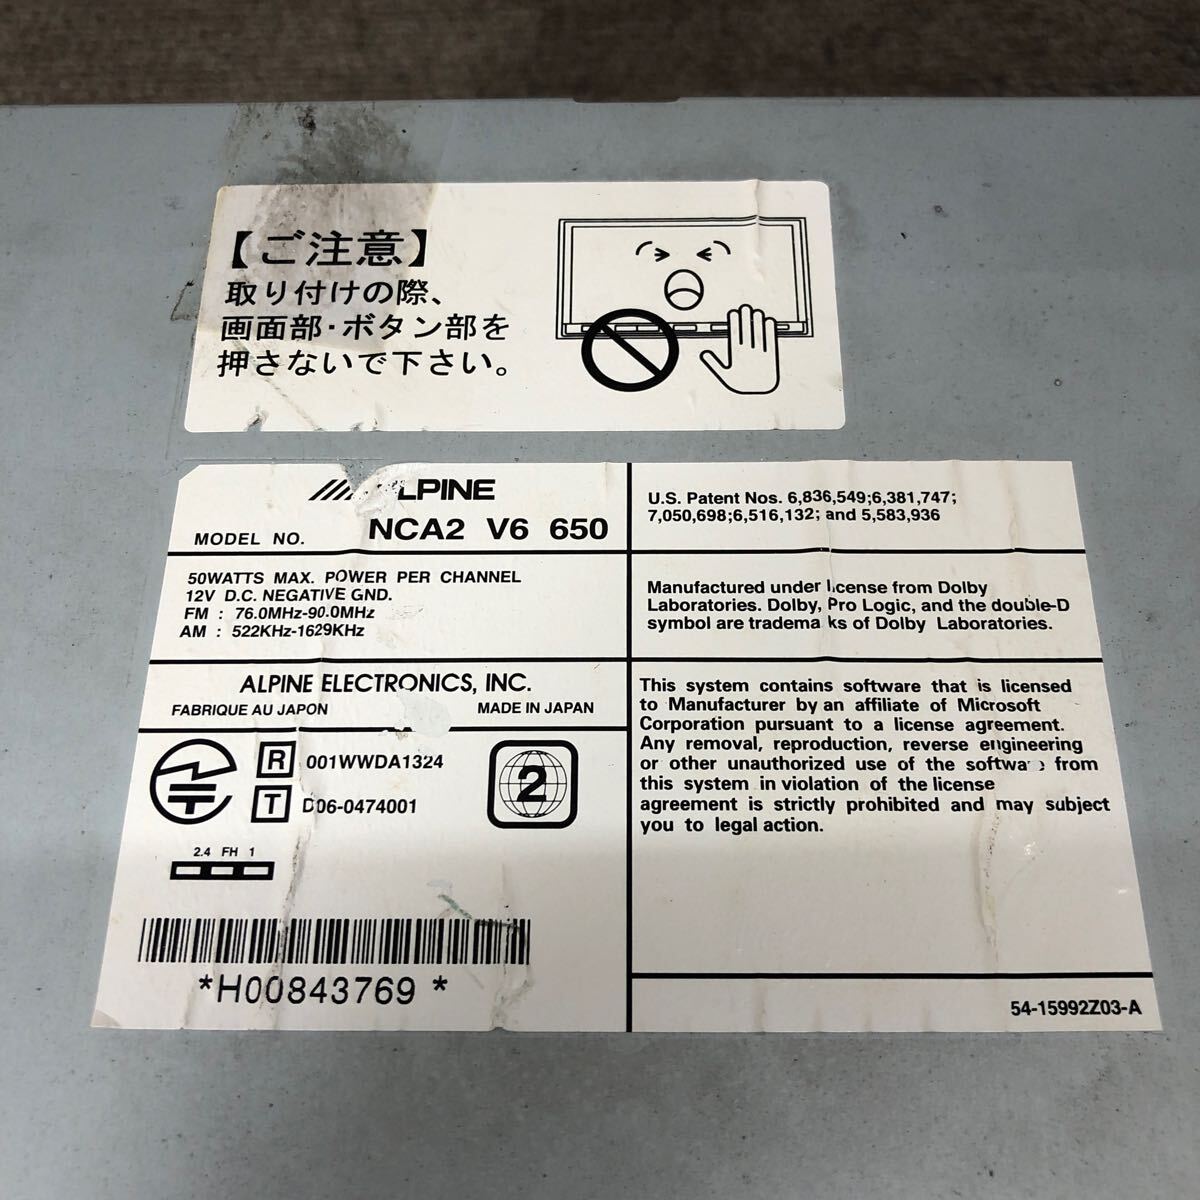 【ご注意】
取り付けの際、
画面部・ボタン部を
押さないで下さい。
LPINE
MODEL NO. NCA2 V6 650
50WATTS MAX. POWER PER CHANNEL
12V D.C. NEGATIVE GND.
FM : 76.0MHz-90.0MHz
AM : 522KHz-1629KHz
ALPINE ELECTRONICS, INC.
FABRIQUE AU JAPON MADE IN JAPAN
R 001WWDA1324
T D06-0474001
2
2.4 FH 1
*H00843769*
U.S. Patent Nos. 6,836,549;6,381,747;
7,050,698;6,516,132; and 5,583,936
Manufactured under license from Dolby
Laboratories. Dolby, Pro Logic, and the double-D
symbol are trademarks of Dolby Laboratories.
This system contains software that is licensed
to Manufacturer by an affiliate of Microsoft
Corporation pursuant to a license agreement.
Any removal, reproduction, reverse engineering
or other unauthorized use of the software from
this system in violation of the license
agreement is strictly prohibited and may subject
you to legal action.
54-15992Z03-A